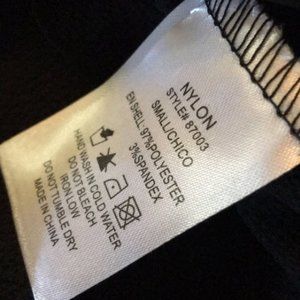 NYLON
STYLE# 87003
SMALL/CHICO
EN SHELL: 97%POLYESTER
3%SPANDEX
HAND WASH IN COLD WATER
DO NOT BLEACH
IRON LOW
DO NOT TUMBLE DRY
MADE IN CHINA